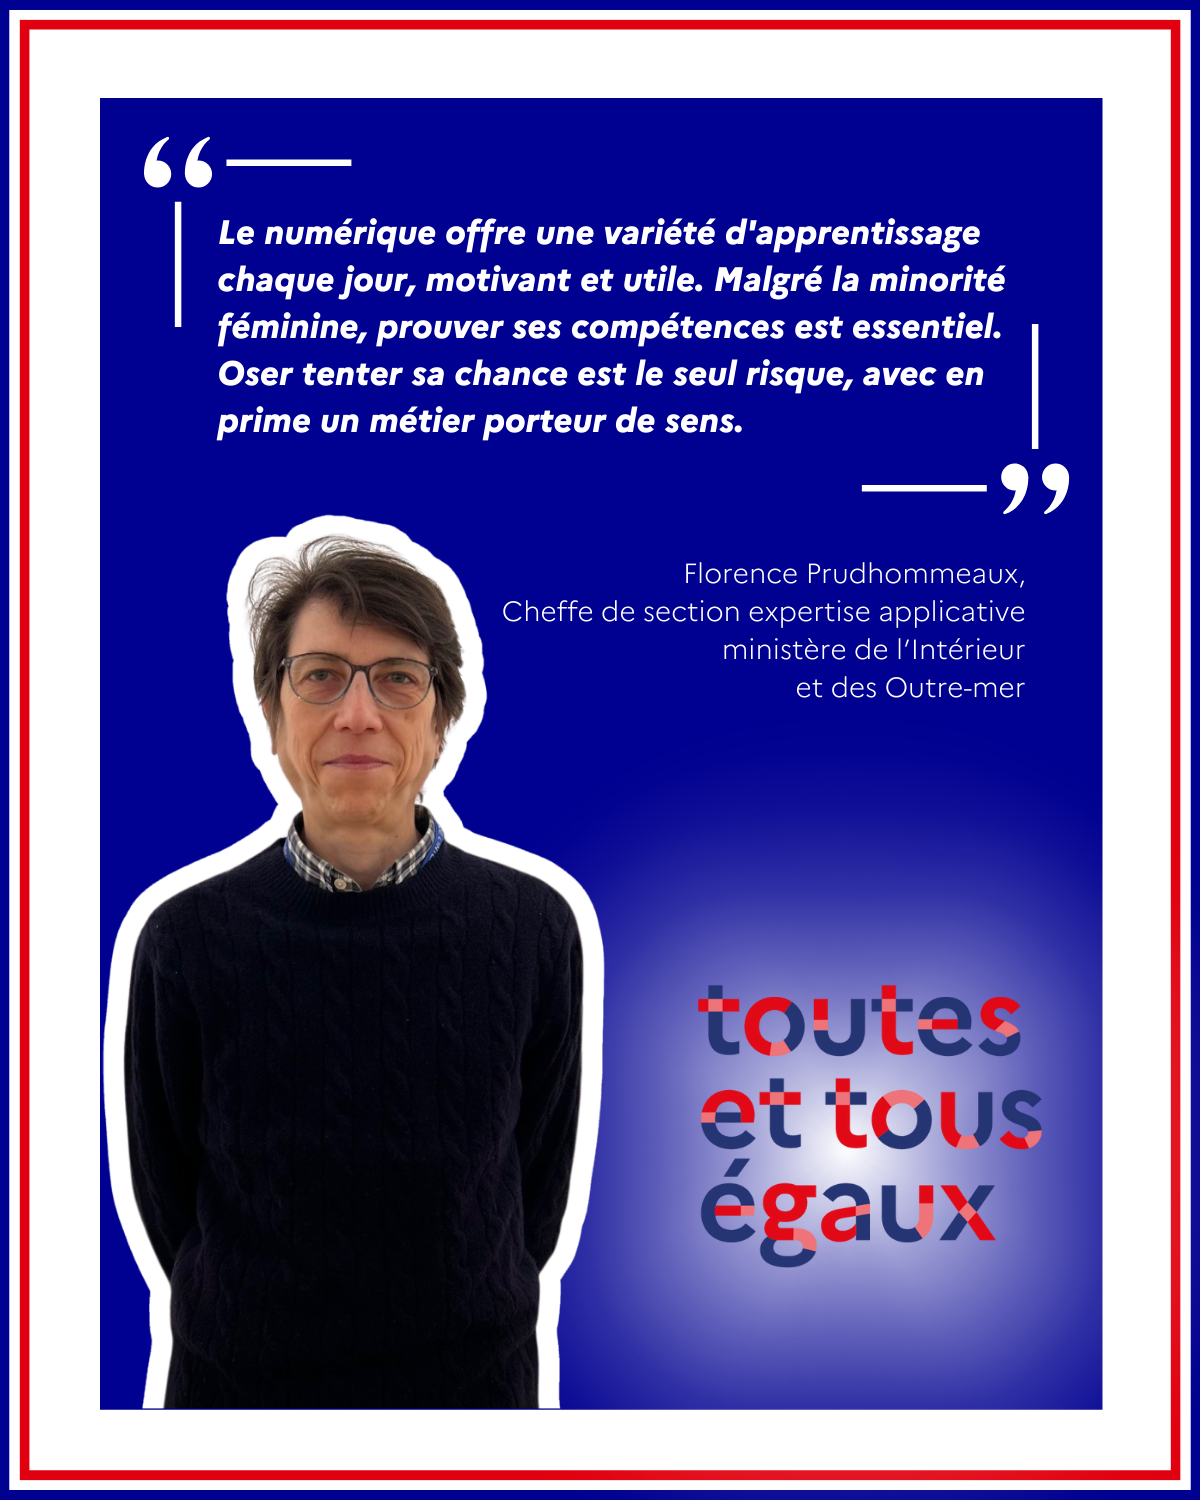 “
Le numérique offre une variété d'apprentissage
chaque jour, motivant et utile. Malgré la minorité
féminine, prouver ses compétences est essentiel.
Oser tenter sa chance est le seul risque, avec en
prime un métier porteur de sens.
”
Florence Prudhommeaux,
Cheffe de section expertise applicative
ministère de l’Intérieur
et des Outre-mer
toutes
et tous
égaux